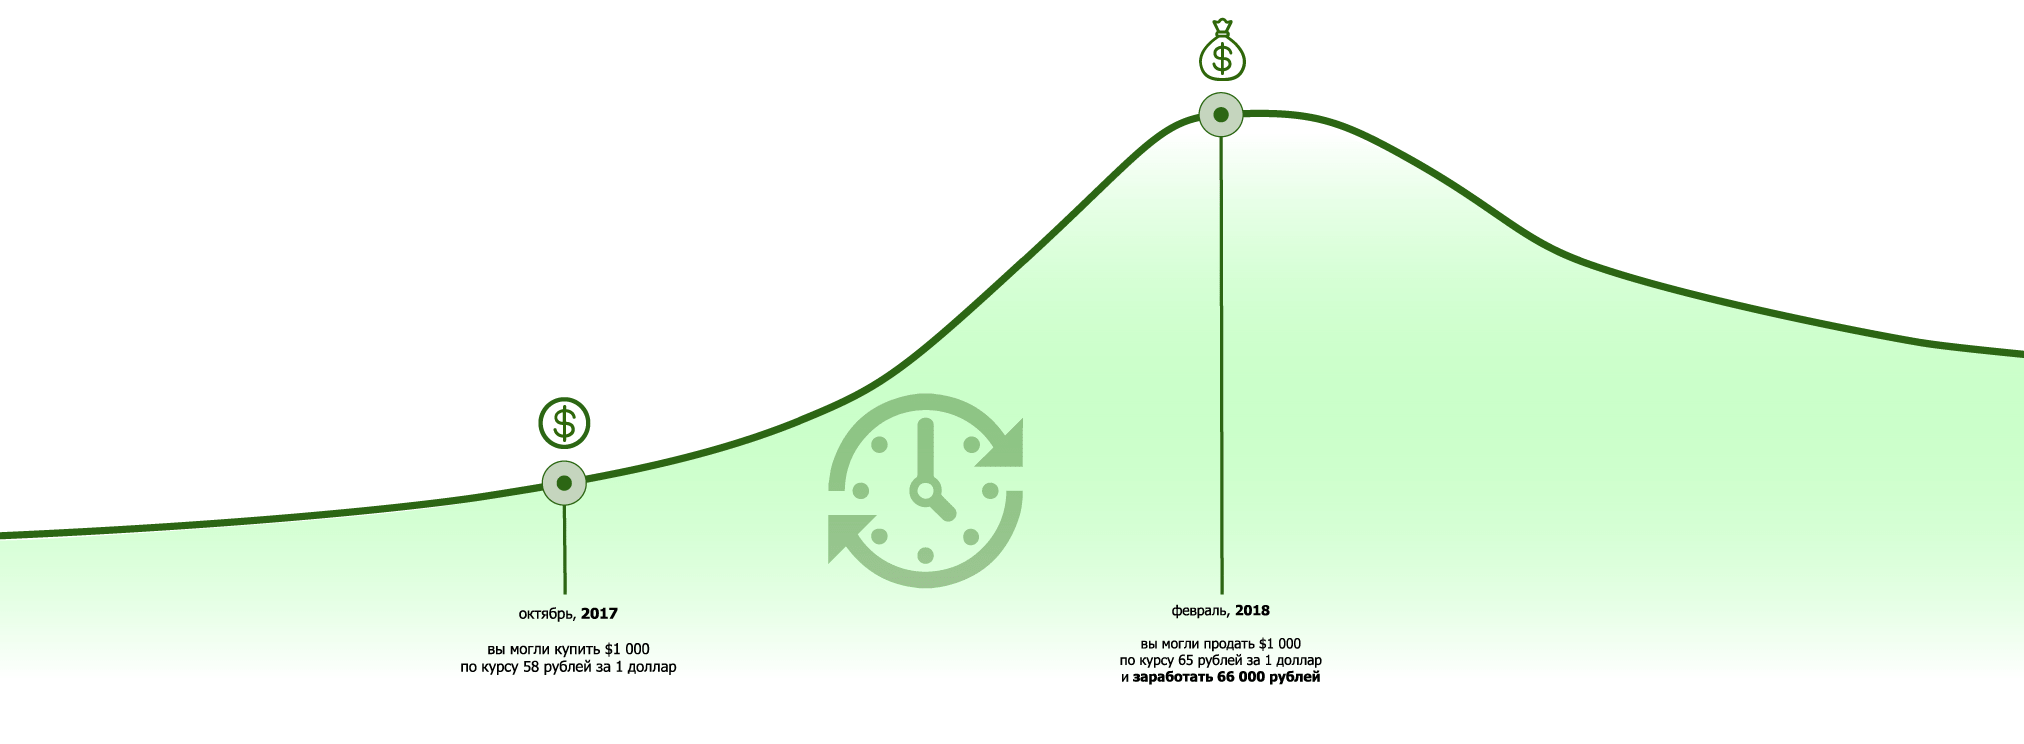 октябрь, 2017
вы могли купить $1 000
по курсу 58 рублей за 1 доллар
февраль, 2018
вы могли продать $1 000
по курсу 65 рублей за 1 доллар
и заработать 66 000 рублей